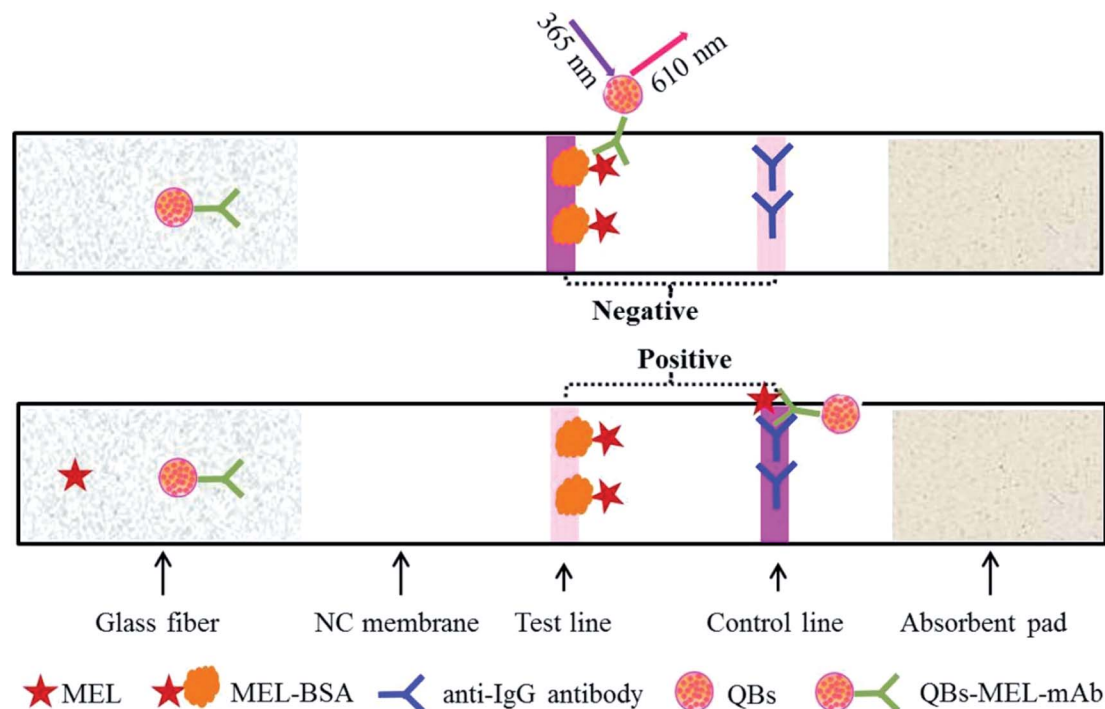 365 nm
610 nm
Negative
Positive
Glass fiber
NC membrane
Test line
Control line
Absorbent pad
MEL
MEL-BSA
anti-IgG antibody
QBs
QBs-MEL-mAb